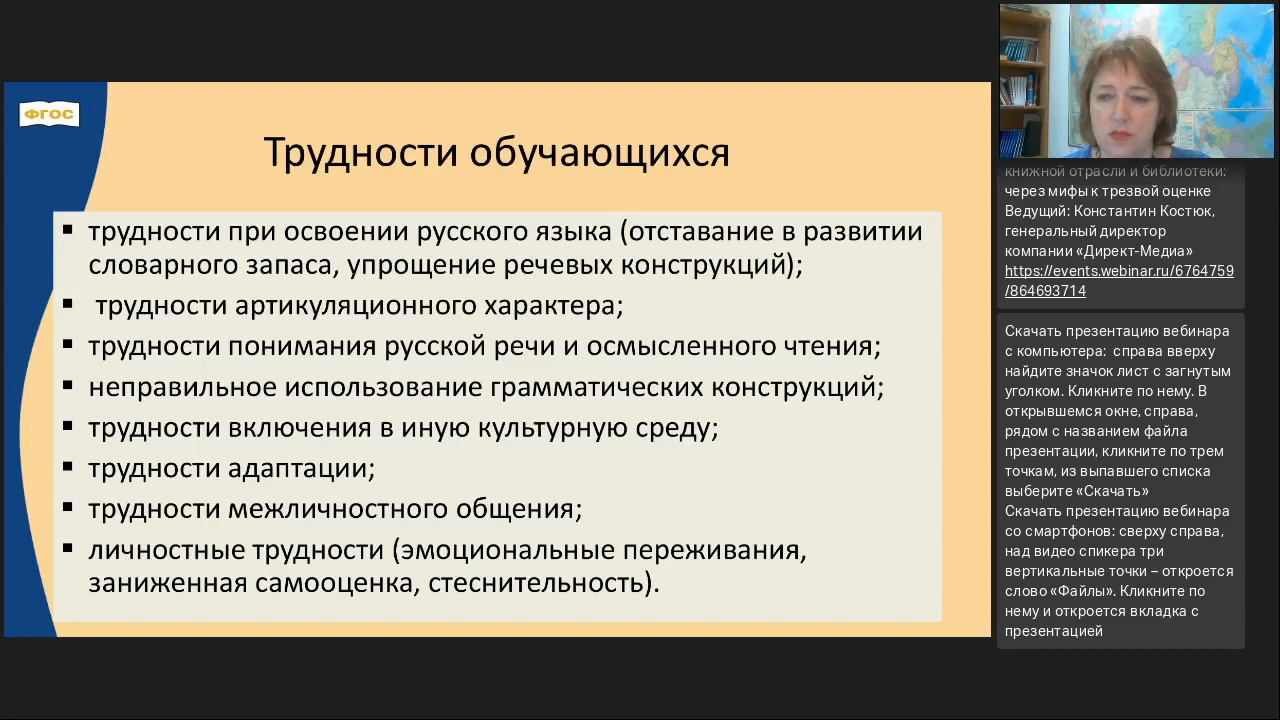 ФГОС
Трудности обучающихся
▪ трудности при освоении русского языка (отставание в развитии
словарного запаса, упрощение речевых конструкций);
▪ трудности артикуляционного характера;
▪ трудности понимания русской речи и осмысленного чтения;
▪ неправильное использование грамматических конструкций;
▪ трудности включения в иную культурную среду;
▪ трудности адаптации;
▪ трудности межличностного общения;
▪ личностные трудности (эмоциональные переживания,
заниженная самооценка, стеснительность).
книжной отрасли и библиотеки:
через мифы к трезвой оценке
Ведущий: Константин Костюк,
генеральный директор
компании «Директ-Медиа»
https://events.webinar.ru/6764759
/864693714
Скачать презентацию вебинара
с компьютера: справа вверху
найдите значок лист с загнутым
уголком. Кликните по нему. В
открывшемся окне, справа,
рядом с названием файла
презентации, кликните по трем
точкам, из выпавшего списка
выберите «Скачать»
Скачать презентацию вебинара
со смартфонов: сверху справа,
над видео спикера три
вертикальные точки – откроется
слово «Файлы». Кликните по
нему и откроется вкладка с
презентацией